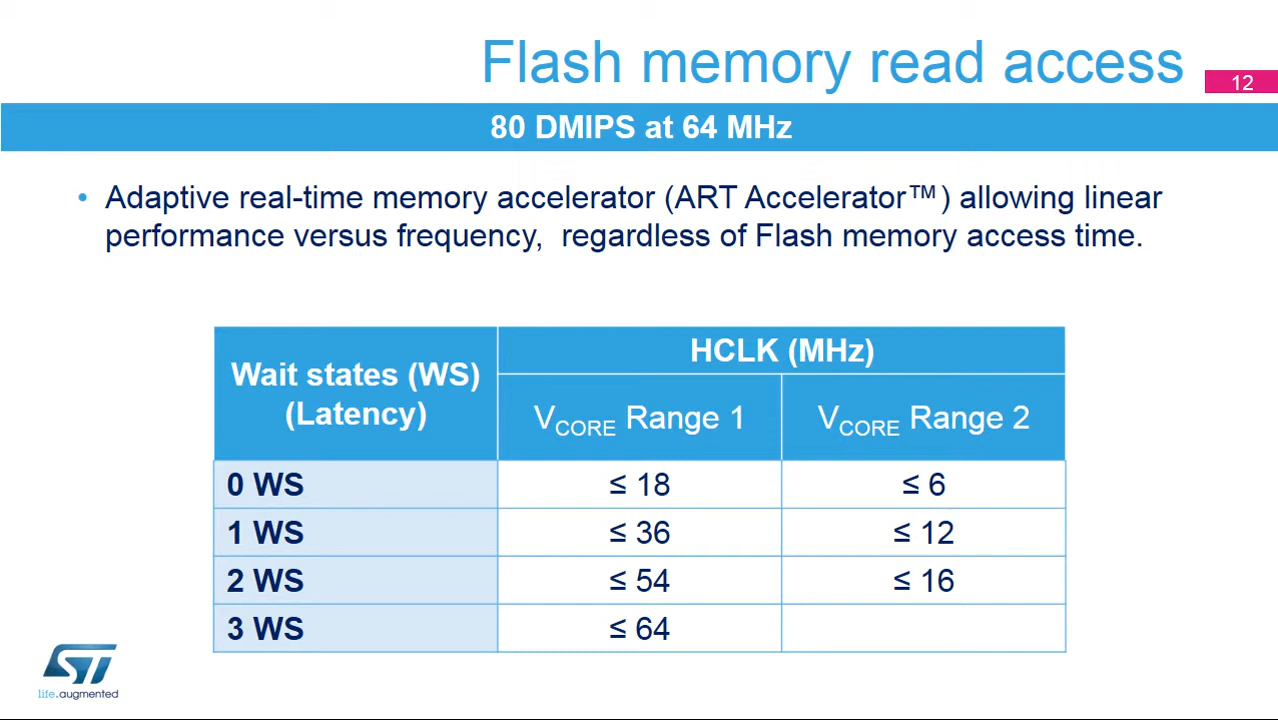 Flash memory read access
12
80 DMIPS at 64 MHz
• Adaptive real-time memory accelerator (ART Accelerator™) allowing linear
performance versus frequency, regardless of Flash memory access time.
Wait states (WS)
(Latency)
HCLK (MHz)
VCORE Range 1
VCORE Range 2
0 WS ≤ 18 ≤ 6
1 WS ≤ 36 ≤ 12
2 WS ≤ 54 ≤ 16
3 WS ≤ 64
ST
life.augmented